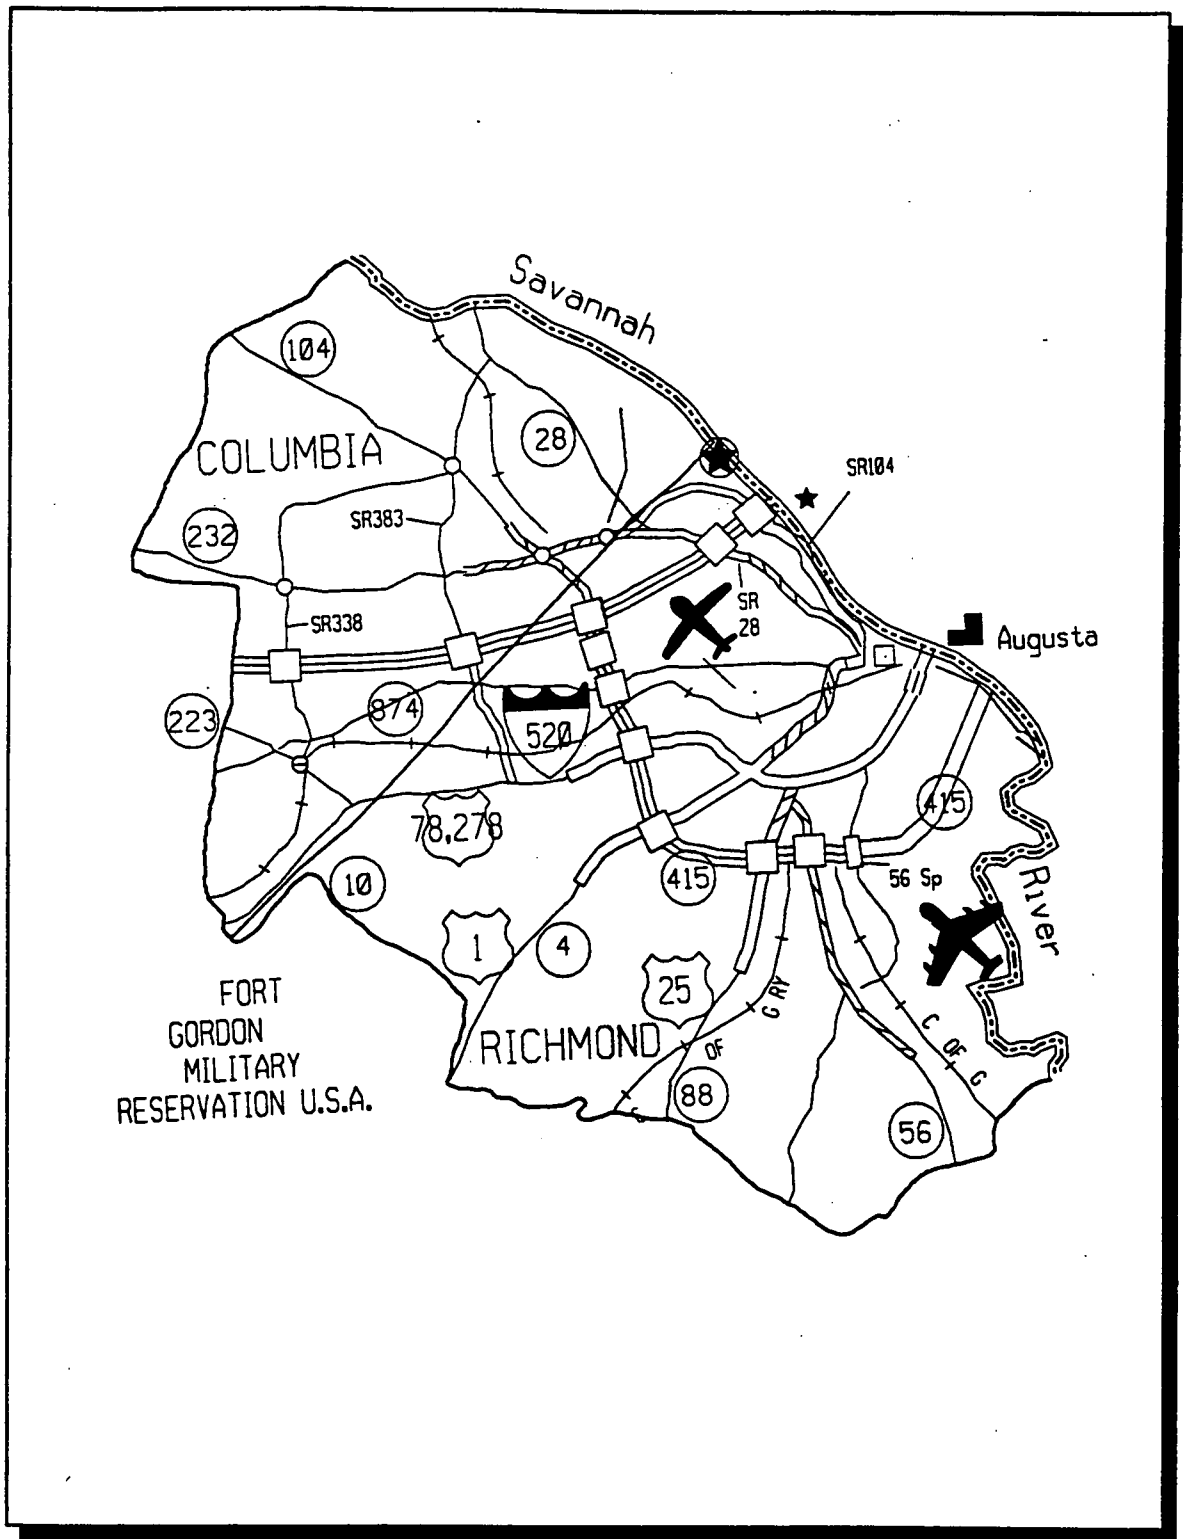 Savannah
104
COLUMBIA
28
SR104
232
SR383
SR338
SR
28
Augusta
223
874
520
415
78,278
10
415
56 Sp
River
1
4
25
FORT
GORDON
MILITARY
RESERVATION U.S.A.
RICHMOND
G RY
OF
C OF G
88
56